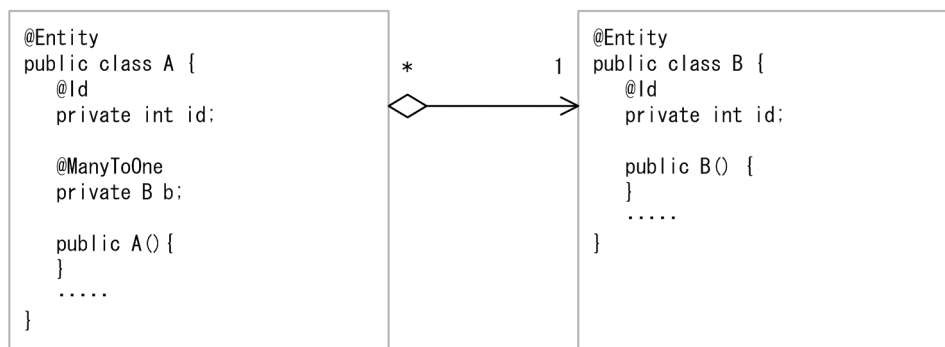 @Entity
public class A {
@Id
private int id;
@ManyToOne
private B b;
public A(){
}
.....
}
*
1
@Entity
public class B {
@Id
private int id;
public B() {
}
.....
}